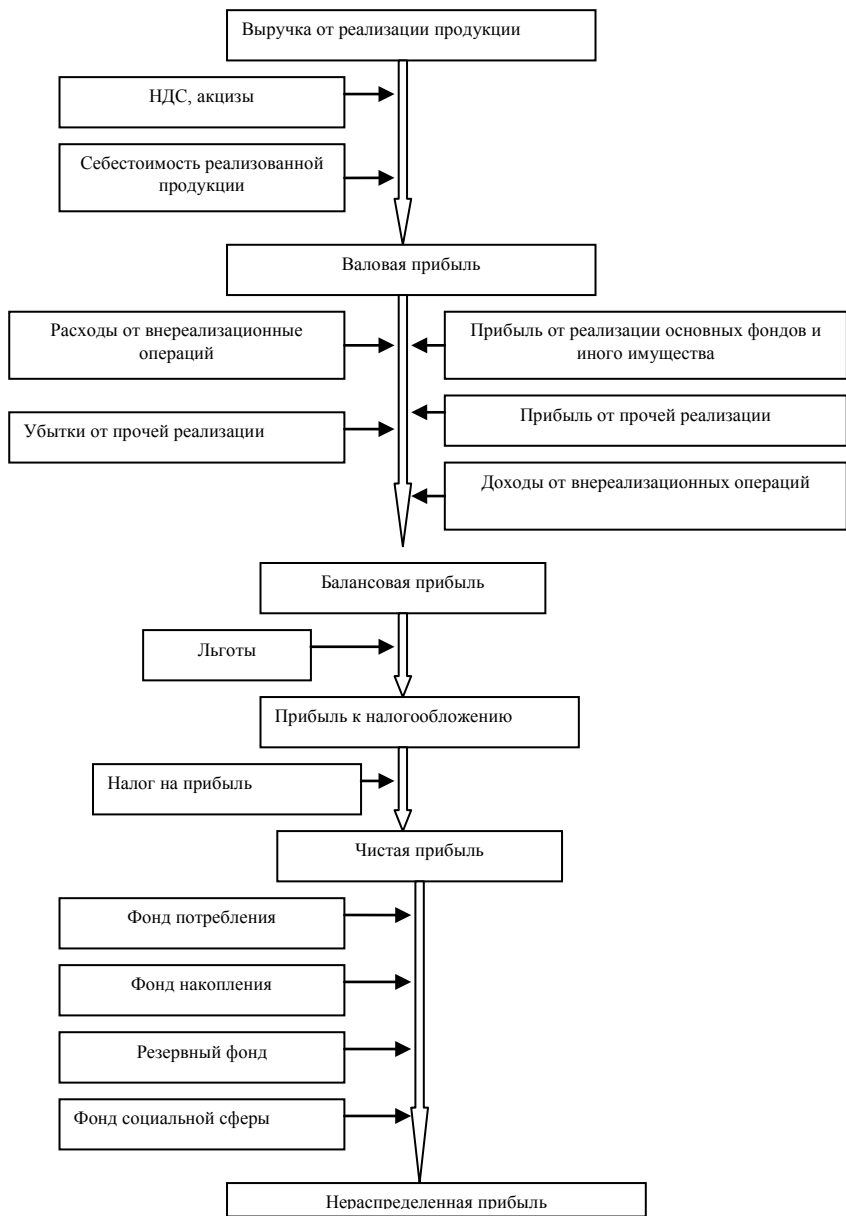 Выручка от реализации продукции
НДС, акцизы
Себестоимость реализованной
продукции
Валовая прибыль
Расходы от внереализационные
операций
Прибыль от реализации основных фондов и
иного имущества
Убытки от прочей реализации
Прибыль от прочей реализации
Доходы от внереализационных операций
Балансовая прибыль
Льготы
Прибыль к налогообложению
Налог на прибыль
Чистая прибыль
Фонд потребления
Фонд накопления
Резервный фонд
Фонд социальной сферы
Нераспределенная прибыль